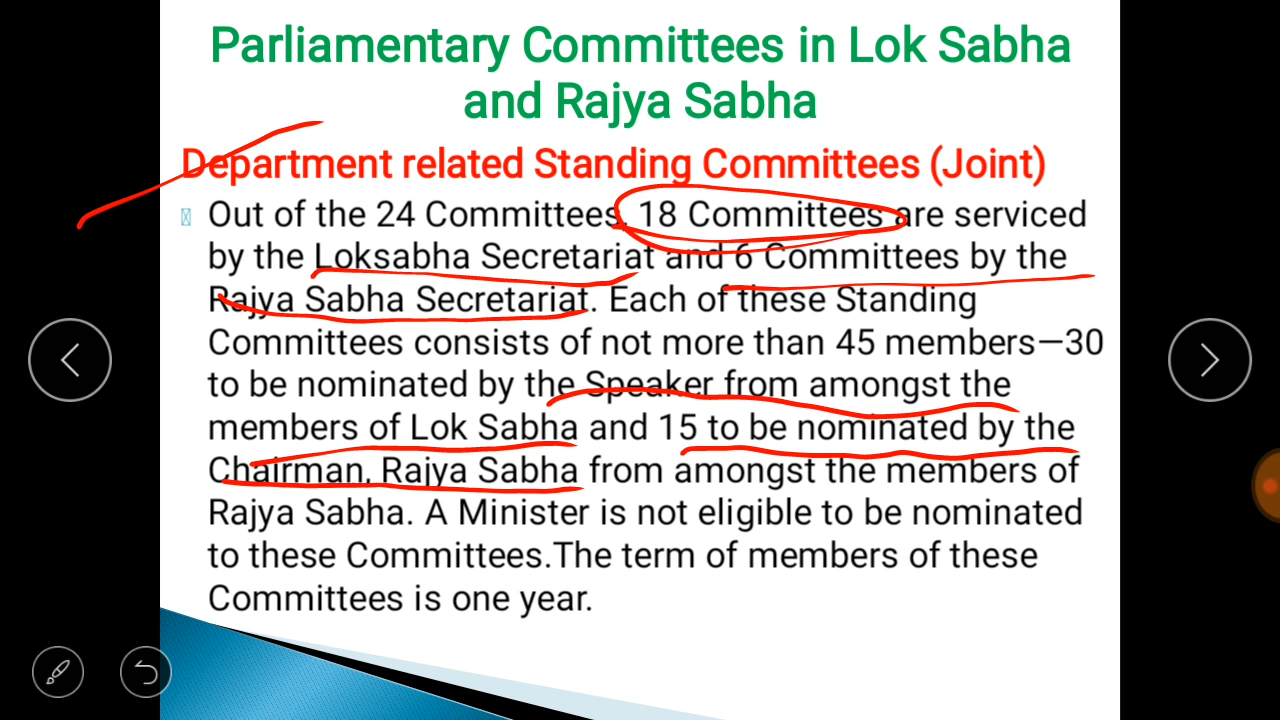 Parliamentary Committees in Lok Sabha
and Rajya Sabha
Department related Standing Committees (Joint)
Out of the 24 Committees, 18 Committees are serviced
by the Loksabha Secretariat and 6 Committees by the
Rajya Sabha Secretariat. Each of these Standing
Committees consists of not more than 45 members—30
to be nominated by the Speaker from amongst the
members of Lok Sabha and 15 to be nominated by the
Chairman, Rajya Sabha from amongst the members of
Rajya Sabha. A Minister is not eligible to be nominated
to these Committees.The term of members of these
Committees is one year.